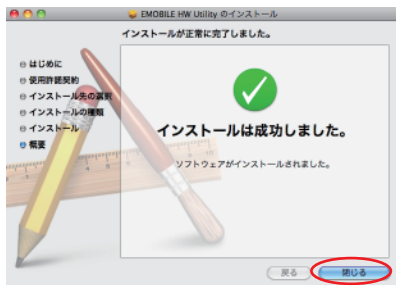 EMOBILE HW Utility のインストール
インストールが正常に完了しました。
はじめに
使用許諾契約
インストール先の選択
インストールの種類
インストール
概要
インストールは成功しました。
ソフトウェアがインストールされました。
戻る
閉じる